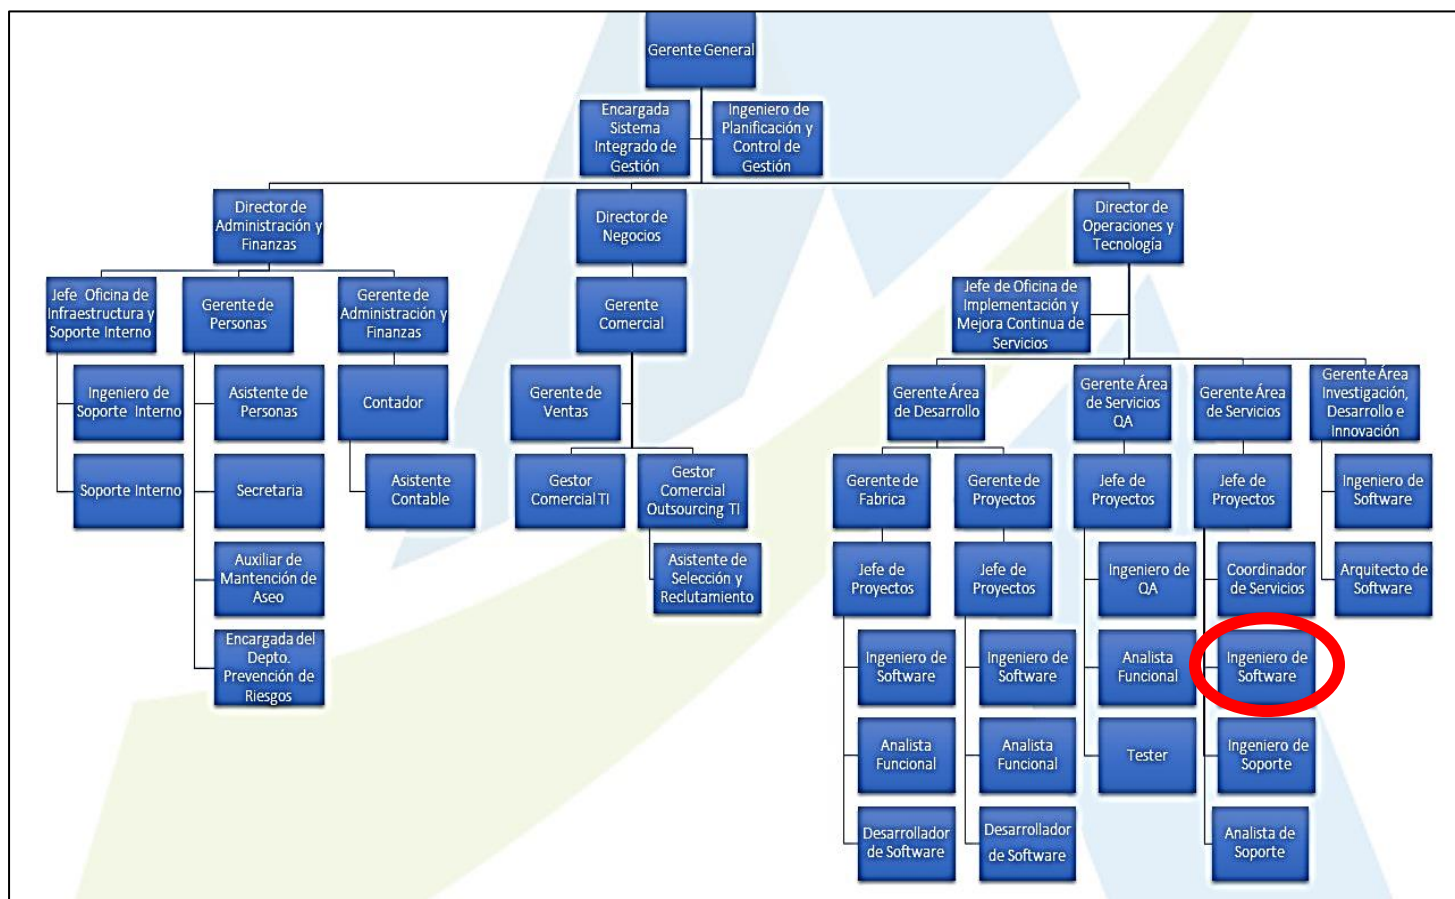 Gerente General
Encargada
Sistema
Integrado de
Gestión
Ingeniero de
Planificación y
Control de
Gestión
Director de
Administración y
Finanzas
Director de
Negocios
Director de
Operaciones y
Tecnología
Jefe Oficina de
Infraestructura y
Soporte Interno
Gerente de
Personas
Gerente de
Administración y
Finanzas
Gerente
Comercial
Jefe de Oficina de
Implementación y
Mejora Continua de
Servicios
Ingeniero de
Soporte Interno
Asistente de
Personas
Contador
Gerente de
Ventas
Gerente Área
de Desarrollo
Gerente Área
de Servicios
QA
Gerente Área
de Servicios
Gerente Área
Investigación,
Desarrollo e
Innovación
Soporte Interno
Secretaria
Asistente
Contable
Gestor
Comercial TI
Gestor
Comercial
Outsourcing TI
Gerente de
Fabrica
Gerente de
Proyectos
Jefe de
Proyectos
Jefe de
Proyectos
Ingeniero de
Software
Auxiliar de
Mantención de
Aseo
Asistente de
Selección y
Reclutamiento
Jefe de
Proyectos
Jefe de
Proyectos
Ingeniero de
QA
Coordinador
de Servicios
Arquitecto de
Software
Encargada del
Depto.
Prevención de
Riesgos
Ingeniero de
Software
Ingeniero de
Software
Analista
Funcional
Ingeniero de
Software
Analista
Funcional
Analista
Funcional
Tester
Ingeniero de
Soporte
Desarrollador
de Software
Desarrollador
de Software
Analista de
Soporte